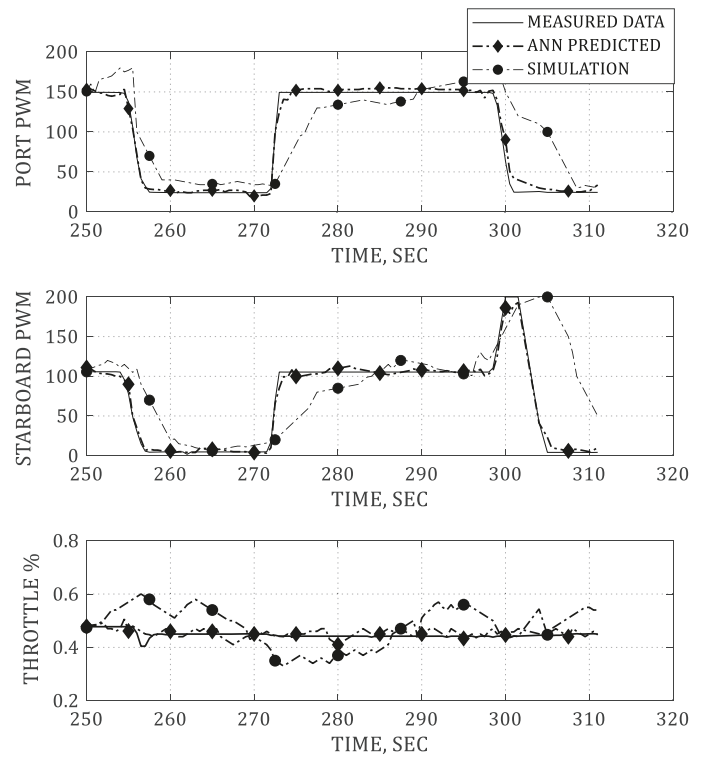 MEASURED DATA
ANN PREDICTED
SIMULATION
200
150
100
50
0
PORT PWM
250 260 270 280 290 300 310 320
TIME, SEC
200
150
100
50
0
STARBOARD PWM
250 260 270 280 290 300 310 320
TIME, SEC
0.8
0.6
0.4
0.2
THROTTLE %
250 260 270 280 290 300 310 320
TIME, SEC